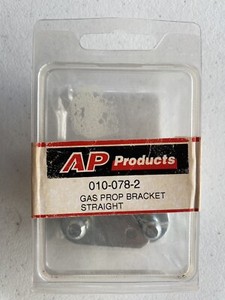 AP Products
010-078-2
GAS PROP BRACKET
STRAIGHT